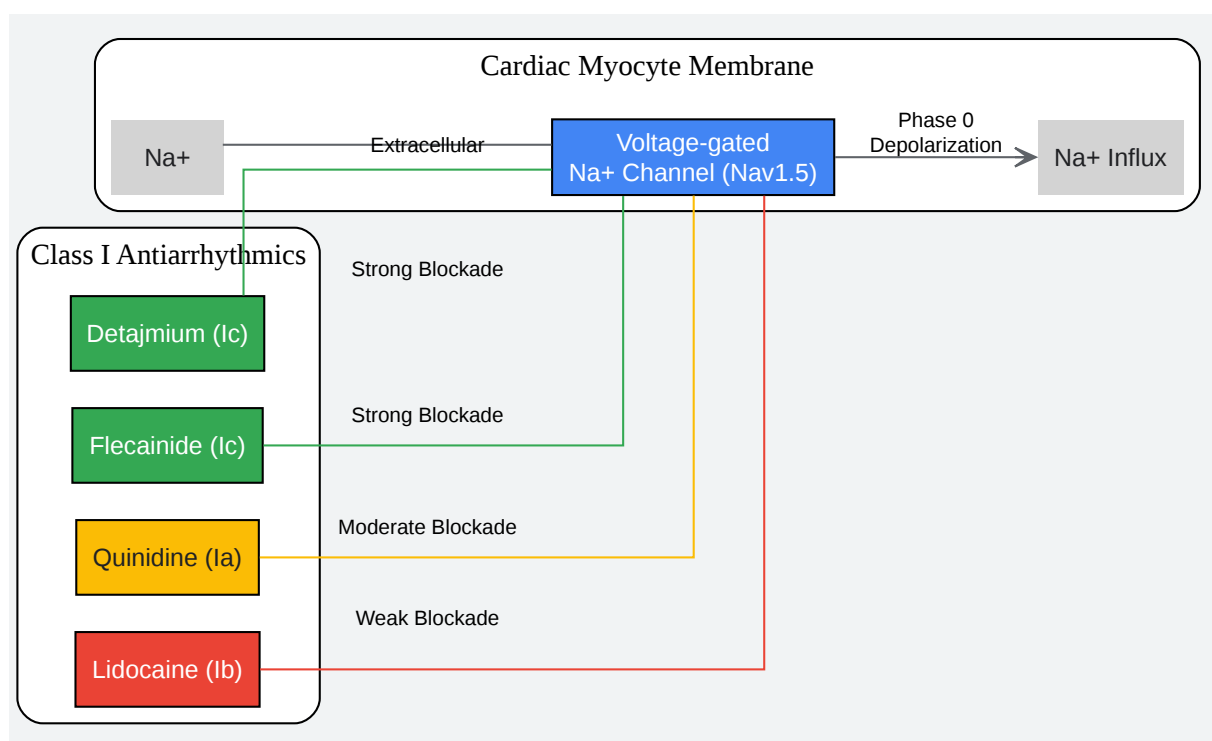 Cardiac Myocyte Membrane
Na+
Extracellular
Voltage-gated
Na+ Channel (Nav1.5)
Phase 0
Depolarization
Na+ Influx
Class I Antiarrhythmics
Strong Blockade
Detajmium (Ic)
Strong Blockade
Flecainide (Ic)
Moderate Blockade
Quinidine (Ia)
Weak Blockade
Lidocaine (Ib)